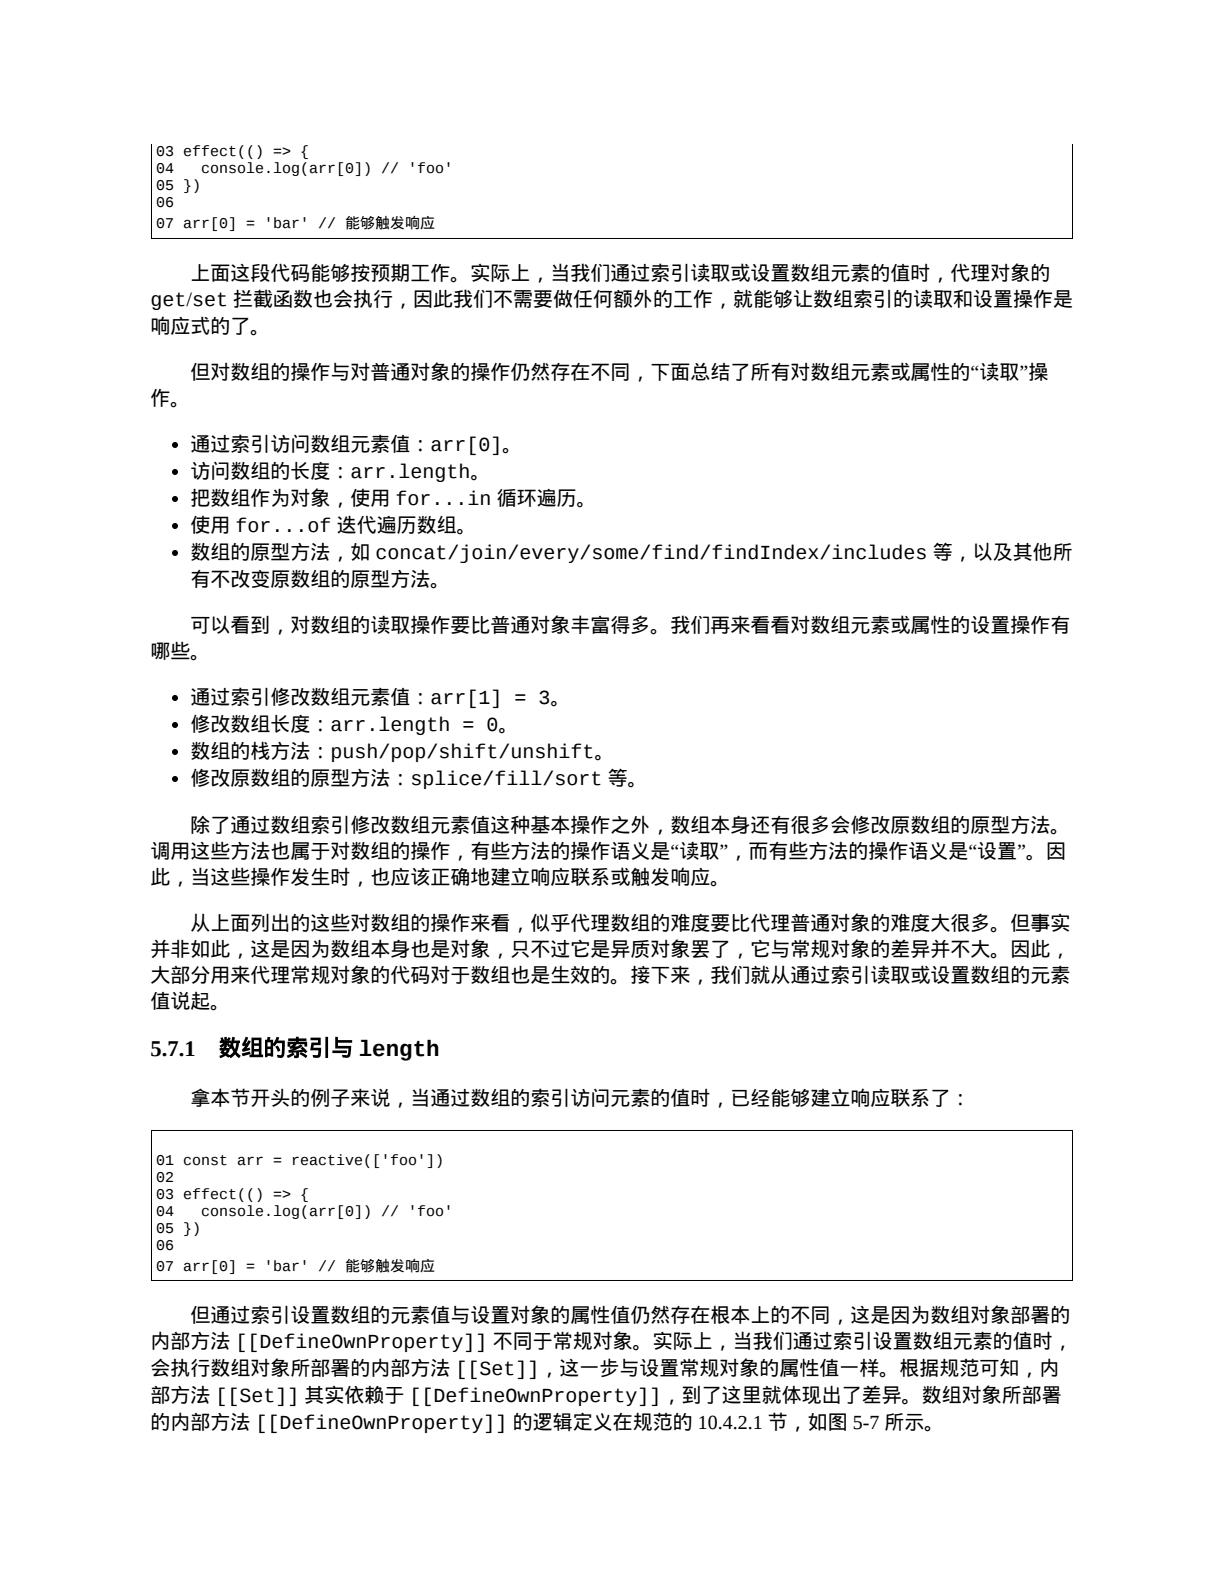 03 effect(() => {
04   console.log(arr[0]) // 'foo'
05 })
06
07 arr[0] = 'bar' // 能够触发响应
上面这段代码能够按预期工作。实际上，当我们通过索引读取或设置数组元素的值时，代理对象的
get/set 拦截函数也会执行，因此我们不需要做任何额外的工作，就能够让数组索引的读取和设置操作是
响应式的了。
但对数组的操作与对普通对象的操作仍然存在不同，下面总结了所有对数组元素或属性的“读取”操
作。
• 通过索引访问数组元素值：arr[0]。
• 访问数组的长度：arr.length。
• 把数组作为对象，使用 for...in 循环遍历。
• 使用 for...of 迭代遍历数组。
• 数组的原型方法，如 concat/join/every/some/find/findIndex/includes 等，以及其他所
有不改变原数组的原型方法。
可以看到，对数组的读取操作要比普通对象丰富得多。我们再来看看对数组元素或属性的设置操作有
哪些。
• 通过索引修改数组元素值：arr[1] = 3。
• 修改数组长度：arr.length = 0。
• 数组的栈方法：push/pop/shift/unshift。
• 修改原数组的原型方法：splice/fill/sort 等。
除了通过数组索引修改数组元素值这种基本操作之外，数组本身还有很多会修改原数组的原型方法。
调用这些方法也属于对数组的操作，有些方法的操作语义是“读取”，而有些方法的操作语义是“设置”。因
此，当这些操作发生时，也应该正确地建立响应联系或触发响应。
从上面列出的这些对数组的操作来看，似乎代理数组的难度要比代理普通对象的难度大很多。但事实
并非如此，这是因为数组本身也是对象，只不过它是异质对象罢了，它与常规对象的差异并不大。因此，
大部分用来代理常规对象的代码对于数组也是生效的。接下来，我们就从通过索引读取或设置数组的元素
值说起。
5.7.1 数组的索引与 length
拿本节开头的例子来说，当通过数组的索引访问元素的值时，已经能够建立响应联系了：
01 const arr = reactive(['foo'])
02
03 effect(() => {
04   console.log(arr[0]) // 'foo'
05 })
06
07 arr[0] = 'bar' // 能够触发响应
但通过索引设置数组的元素值与设置对象的属性值仍然存在根本上的不同，这是因为数组对象部署的
内部方法 [[DefineOwnProperty]] 不同于常规对象。实际上，当我们通过索引设置数组元素的值时，
会执行数组对象所部署的内部方法 [[Set]]，这一步与设置常规对象的属性值一样。根据规范可知，内
部方法 [[Set]] 其实依赖于 [[DefineOwnProperty]]，到了这里就体现出了差异。数组对象所部署
的内部方法 [[DefineOwnProperty]] 的逻辑定义在规范的 10.4.2.1 节，如图 5-7 所示。